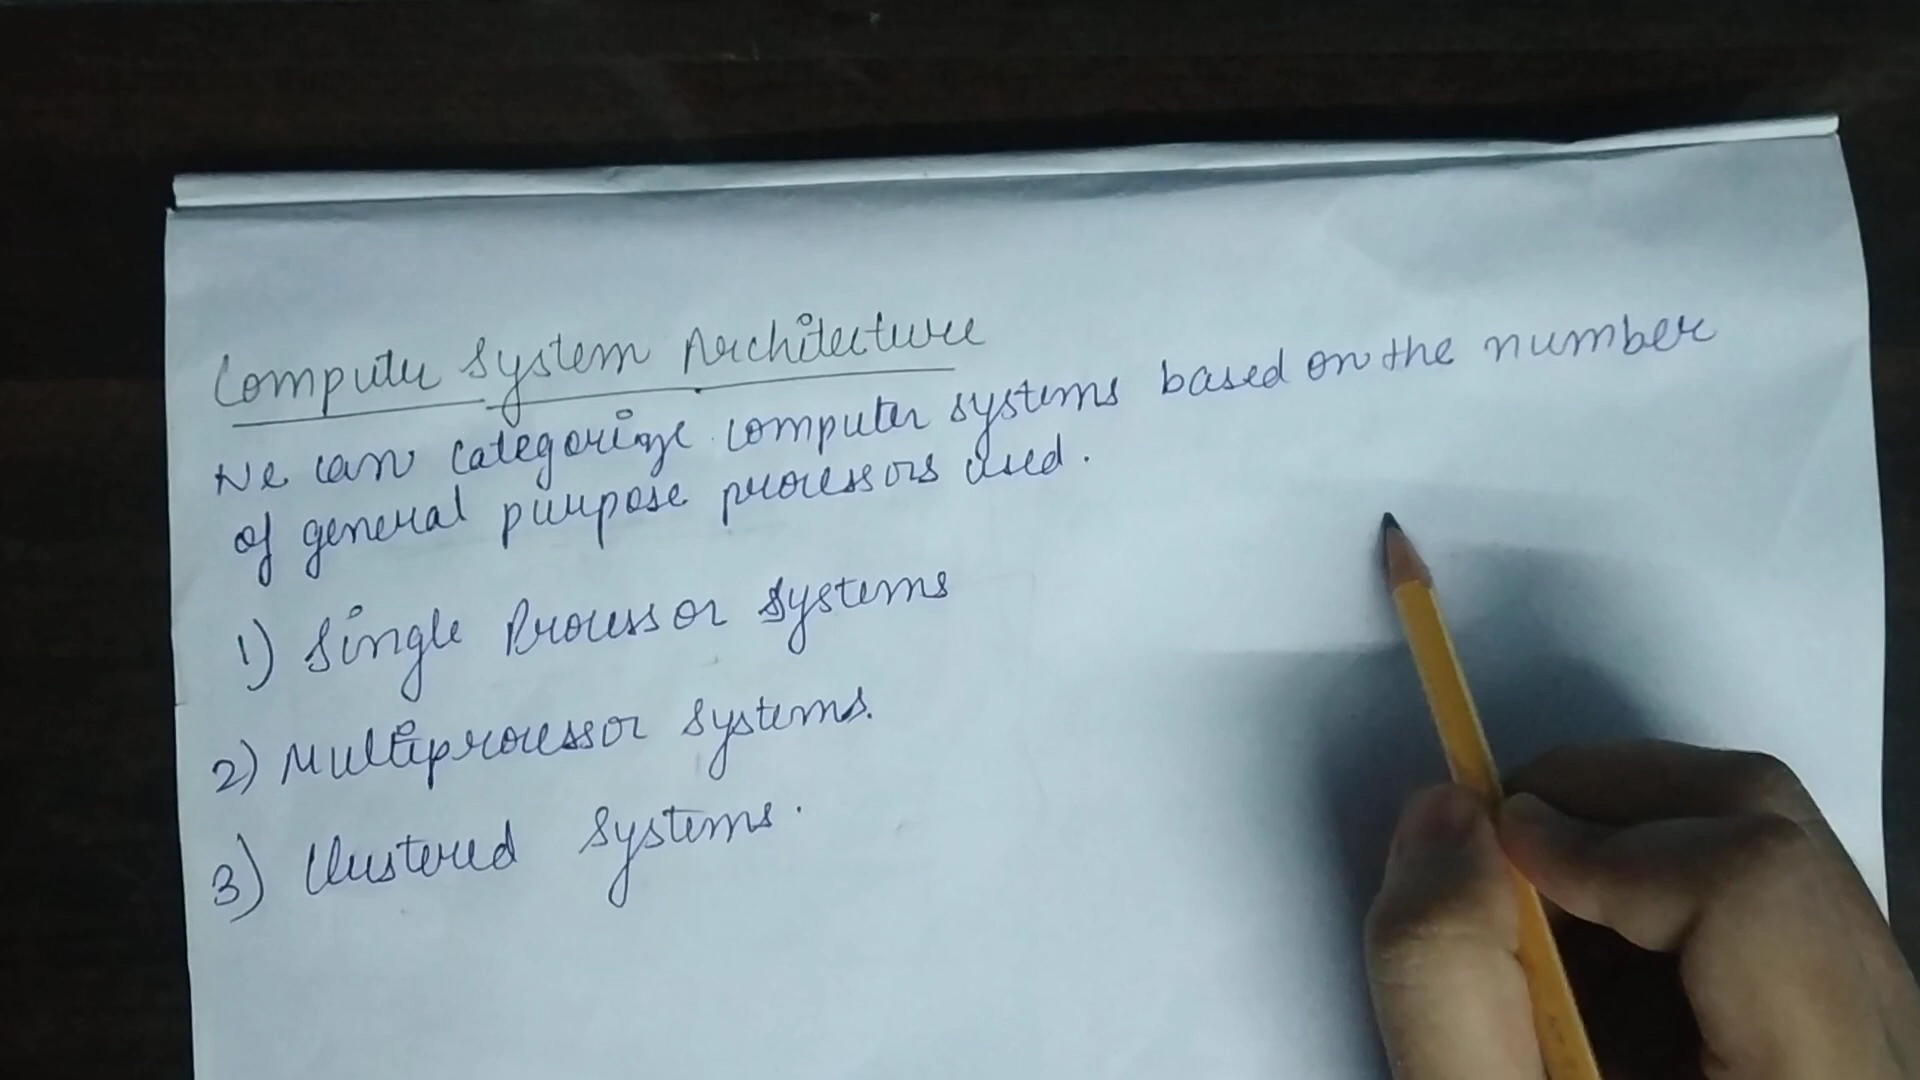 Computer System Architecture
We can categorize computer systems based on the number
of general purpose processors used.
1) Single Processor Systems
2) Multiprocessor Systems.
3) Clustered Systems.